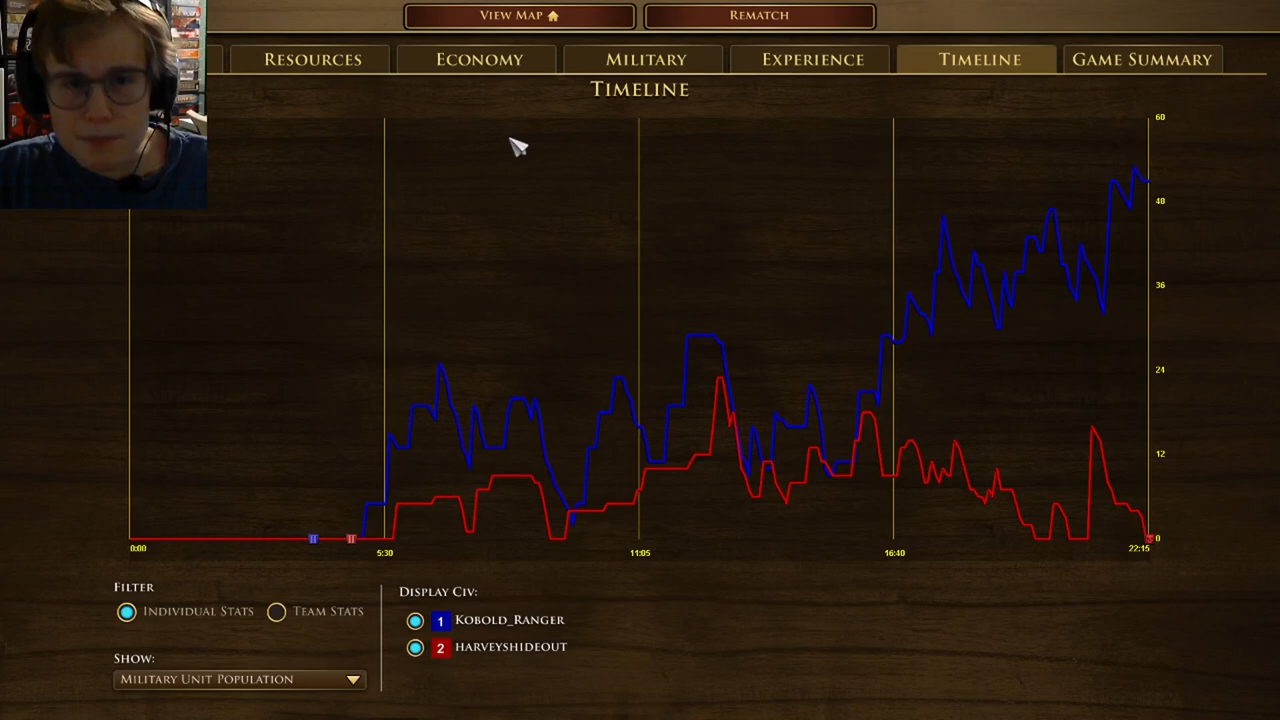 View Map
Rematch
Resources
Economy
Military
Experience
Timeline
Game Summary
Timeline
60
48
36
24
12
0
0:00
5:30
11:05
16:40
22:15
II
II
Filter
Individual Stats
Team Stats
Display Civ:
1 Kobold_Ranger
2 HARVEYSHIDEOUT
Show:
Military Unit Population